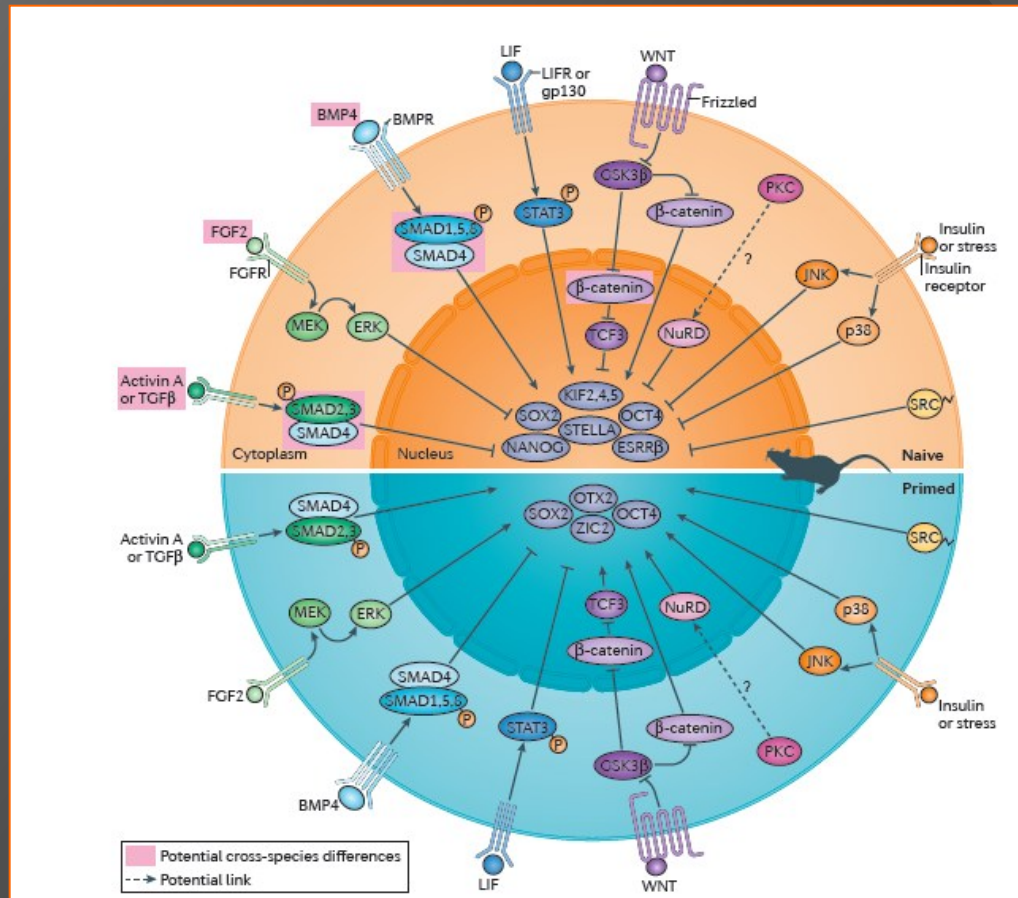 LIF
LIFR or
gp130
WNT
Frizzled
BMP4
BMPR
P
GSK3β
PKC
STAT3
P
β-catenin
SMAD1,5,8
SMAD4
FGF2
FGFR
Insulin
or stress
Insulin
receptor
?
JNK
β-catenin
MEK
ERK
TCF3
NuRD
p38
Activin A
or TGFβ
P
SMAD2,3
SMAD4
KIF2,4,5
SOX2
OCT4
STELLA
NANOG
ESRRβ
SRC
Cytoplasm
Nucleus
Naive
Primed
SMAD4
SMAD2,3
P
Activin A
or TGFβ
OTX2
SOX2
OCT4
ZIC2
SRC
MEK
ERK
TCF3
NuRD
p38
β-catenin
JNK
FGF2
SMAD4
SMAD1,5,8
P
?
STAT3
P
β-catenin
Insulin
or stress
GSK3β
PKC
BMP4
LIF
WNT
Potential cross-species differences
Potential link